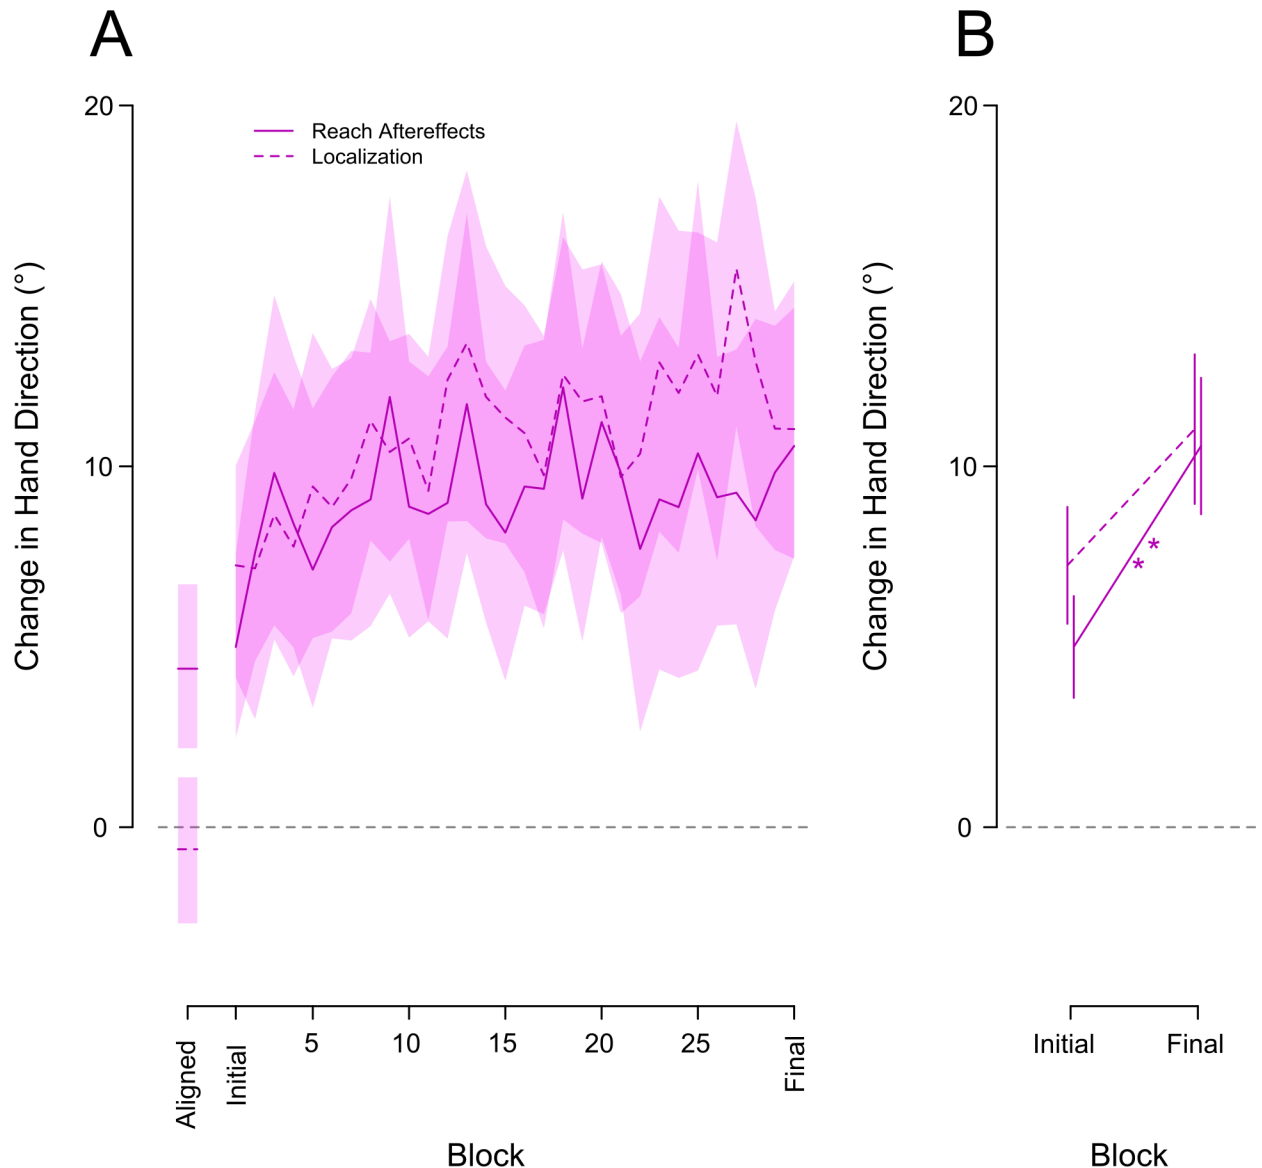 A
B
20
10
0
Change in Hand Direction (°)
Reach Aftereffects
Localization
Aligned
Initial
5
10
15
20
25
Final
Block
20
10
0
Change in Hand Direction (°)
*
*
Initial
Final
Block